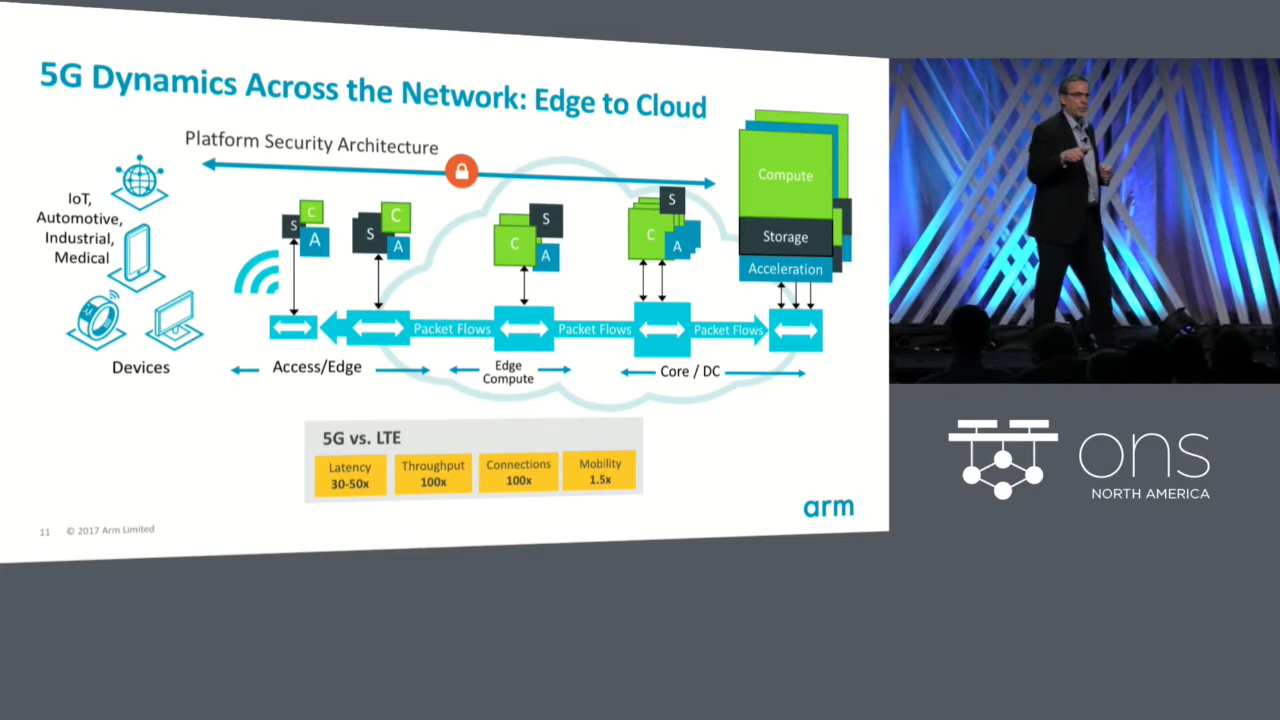 5G Dynamics Across the Network: Edge to Cloud
Platform Security Architecture
IoT,
Automotive,
Industrial,
Medical
Devices
S
C
A
S
C
A
C
S
A
C
S
A
Compute
Storage
Acceleration
Packet Flows
Packet Flows
Packet Flows
Access/Edge
Edge
Compute
Core / DC
5G vs. LTE
Latency
30-50x
Throughput
100x
Connections
100x
Mobility
1.5x
11 © 2017 Arm Limited
arm
ons
NORTH AMERICA